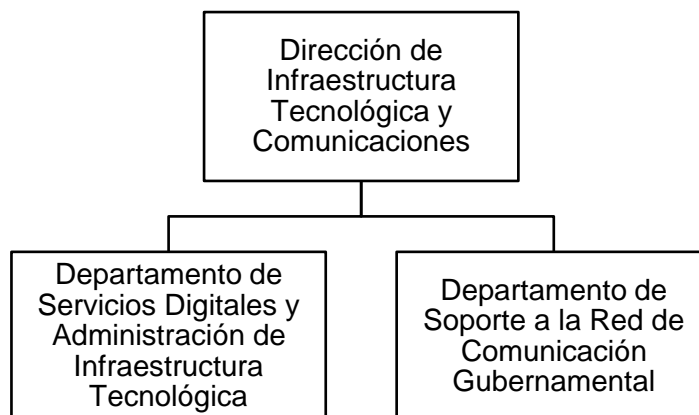 Dirección de
Infraestructura
Tecnológica y
Comunicaciones
Departamento de
Servicios Digitales y
Administración de
Infraestructura
Tecnológica
Departamento de
Soporte a la Red de
Comunicación
Gubernamental